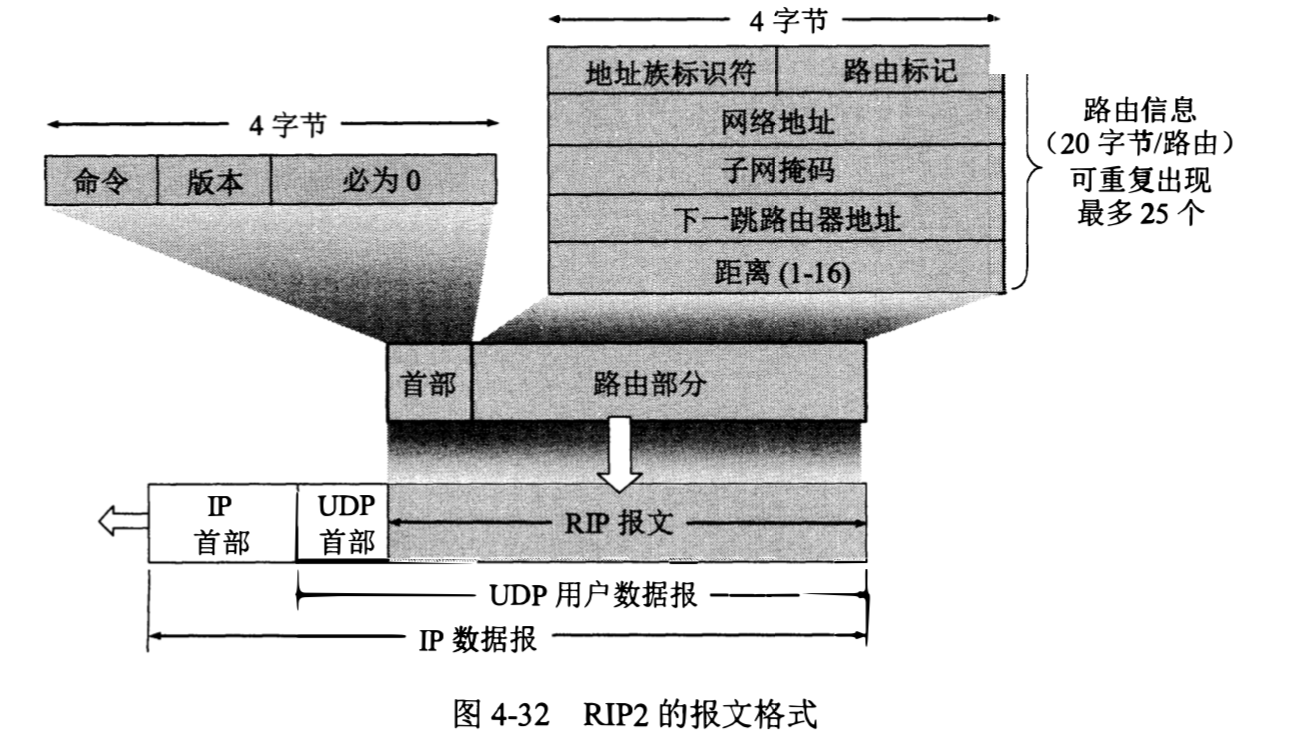 4 字节
地址族标识符 路由标记
网络地址
子网掩码
下一跳路由器地址
距离 (1-16)
路由信息
（20 字节/路由）
可重复出现
最多 25 个
4 字节
命令 版本 必为 0
首部 路由部分
IP
首部
UDP
首部
RIP 报文
UDP 用户数据报
IP 数据报
图 4-32 RIP2 的报文格式